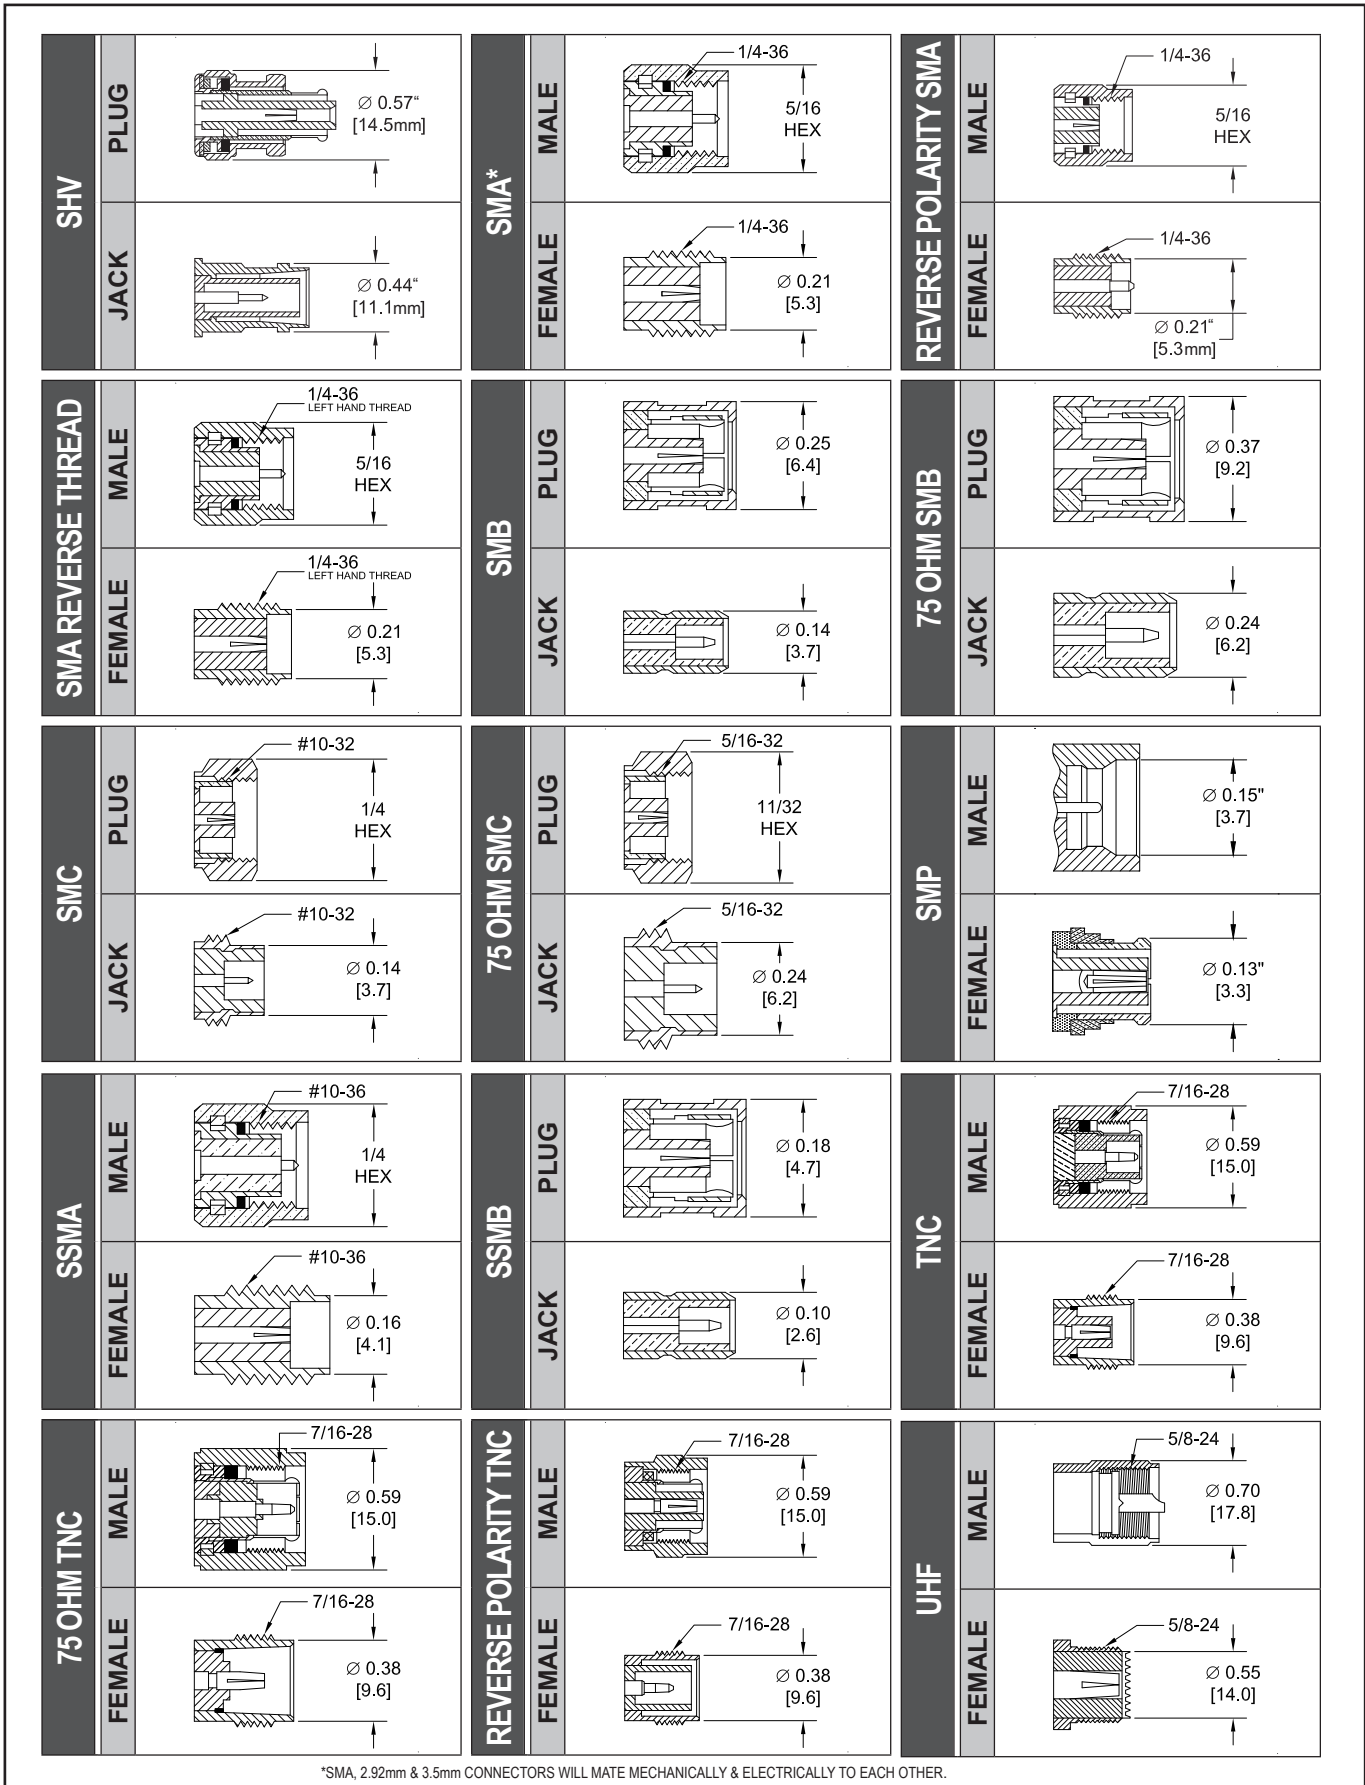 SHV
PLUG
Ø 0.57“
[14.5mm]
JACK
Ø 0.44“
[11.1mm]
SMA*
MALE
1/4-36
5/16
HEX
FEMALE
1/4-36
Ø 0.21
[5.3]
REVERSE POLARITY SMA
MALE
1/4-36
5/16
HEX
FEMALE
1/4-36
Ø 0.21“
[5.3mm]
SMA REVERSE THREAD
MALE
1/4-36
LEFT HAND THREAD
5/16
HEX
FEMALE
1/4-36
LEFT HAND THREAD
Ø 0.21
[5.3]
SMB
PLUG
Ø 0.25
[6.4]
JACK
Ø 0.14
[3.7]
75 OHM SMB
PLUG
Ø 0.37
[9.2]
JACK
Ø 0.24
[6.2]
SMC
PLUG
#10-32
1/4
HEX
JACK
#10-32
Ø 0.14
[3.7]
75 OHM SMC
PLUG
5/16-32
11/32
HEX
JACK
5/16-32
Ø 0.24
[6.2]
SMP
MALE
Ø 0.15"
[3.7]
FEMALE
Ø 0.13"
[3.3]
SSMA
MALE
#10-36
1/4
HEX
FEMALE
#10-36
Ø 0.16
[4.1]
SSMB
PLUG
Ø 0.18
[4.7]
JACK
Ø 0.10
[2.6]
TNC
MALE
7/16-28
Ø 0.59
[15.0]
FEMALE
7/16-28
Ø 0.38
[9.6]
75 OHM TNC
MALE
7/16-28
Ø 0.59
[15.0]
FEMALE
7/16-28
Ø 0.38
[9.6]
REVERSE POLARITY TNC
MALE
7/16-28
Ø 0.59
[15.0]
FEMALE
7/16-28
Ø 0.38
[9.6]
UHF
MALE
5/8-24
Ø 0.70
[17.8]
FEMALE
5/8-24
Ø 0.55
[14.0]
*SMA, 2.92mm & 3.5mm CONNECTORS WILL MATE MECHANICALLY & ELECTRICALLY TO EACH OTHER.